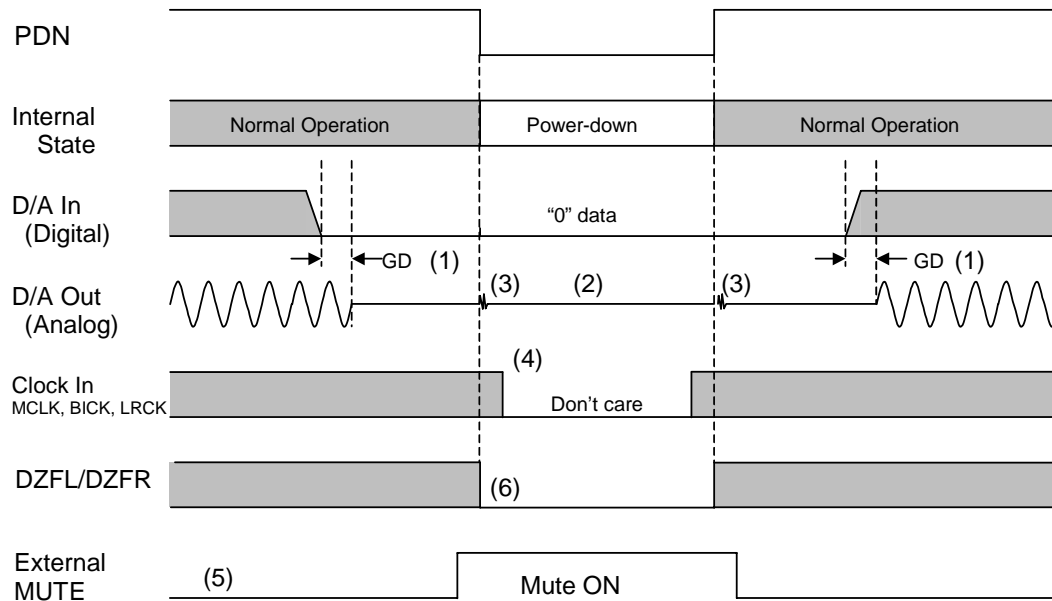 PDN
Internal
State
Normal Operation
Power-down
Normal Operation
D/A In
(Digital)
“0” data
GD (1)
GD (1)
D/A Out
(Analog)
(3)
(2)
(3)
Clock In
MCLK, BICK, LRCK
(4)
Don’t care
DZFL/DZFR
(6)
External
MUTE
(5)
Mute ON